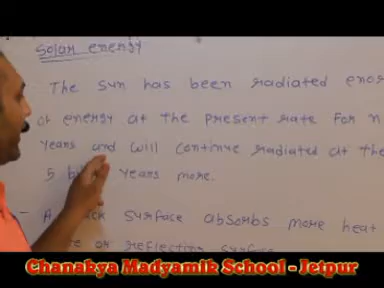 Solar energy
The sun has been radiated
of energy at the present rate for
years and will continue radiated at the
5 years more.
- A surface absorbs more heat
or reflecting surface
Chanakya Madyamik School - Jetpur